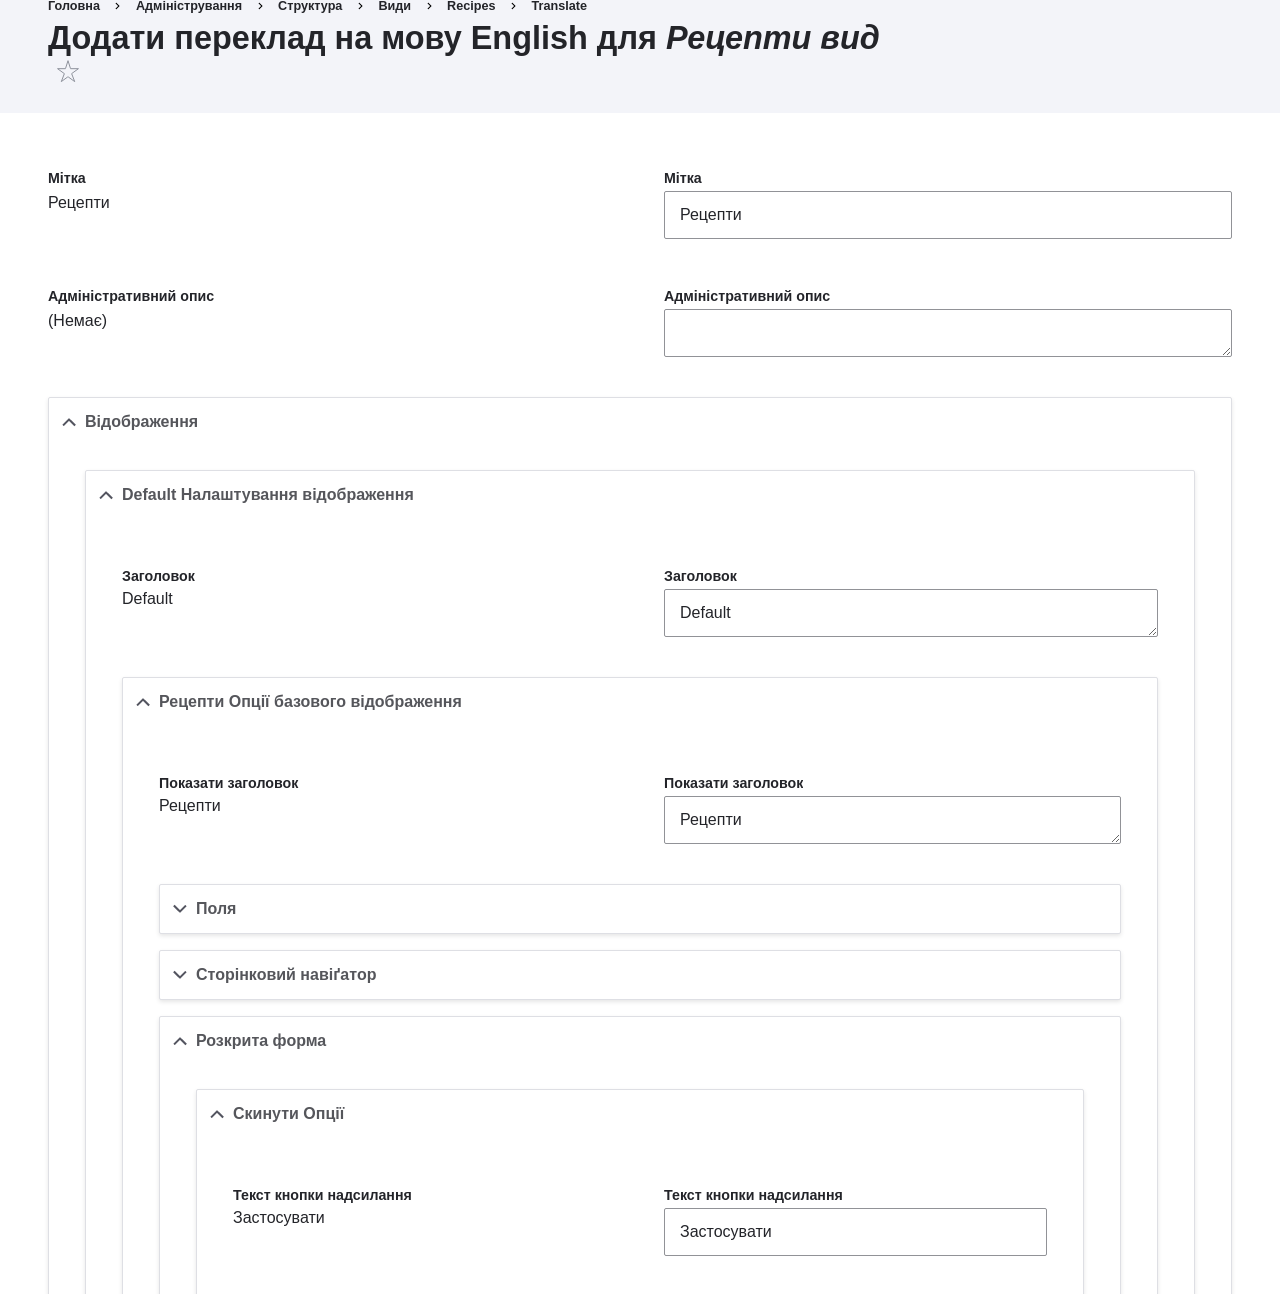 Головна > Адміністрування > Структура > Види > Recipes > Translate
Додати переклад на мову English для Рецепти вид
Мітка Мітка
Рецепти Рецепти
Адміністративний опис Адміністративний опис
(Немає)
Відображення
Default Налаштування відображення
Заголовок Заголовок
Default Default
Рецепти Опції базового відображення
Показати заголовок Показати заголовок
Рецепти Рецепти
Поля
Сторінковий навіґатор
Розкрита форма
Скинути Опції
Текст кнопки надсилання Текст кнопки надсилання
Застосувати Застосувати